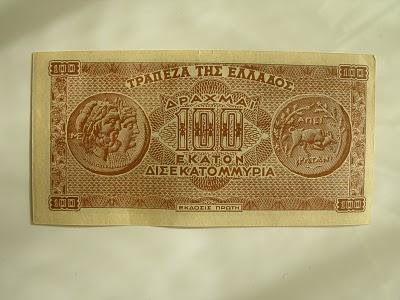 100 100
ΤΡΑΠΕΖΑ ΤΗΣ ΕΛΛΑΔΟΣ
ΔΡΑΧΜΑΙ
100
ΕΚΑΤΟΝ
ΔΙΣΕΚΑΤΟΜΜΥΡΙΑ
100 100
ΕΚΔΟΣΙΣ ΠΡΩΤΗ